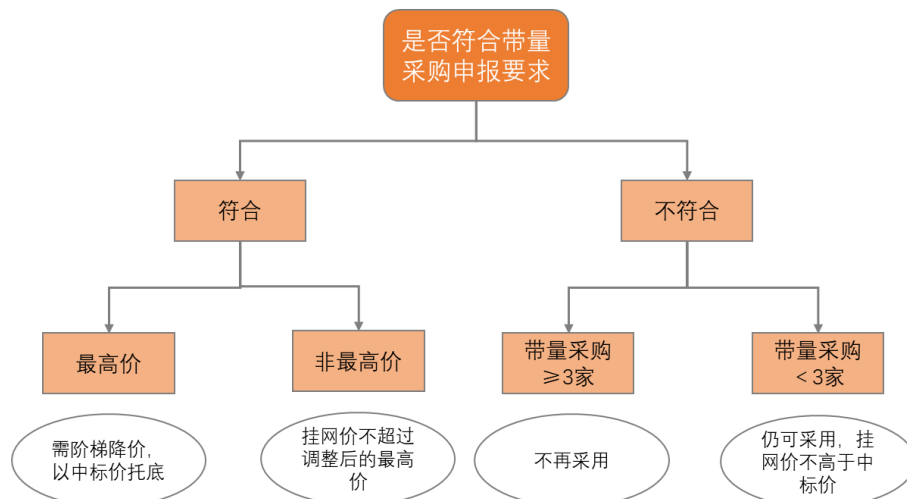 是否符合带量
采购申报要求
符合
不符合
最高价
非最高价
带量采购
≥3家
带量采购
<3家
需阶梯降价，
以中标价托底
挂网价不超过
调整后的最高
价
不再采用
仍可采用，挂
网价不高于中
标价